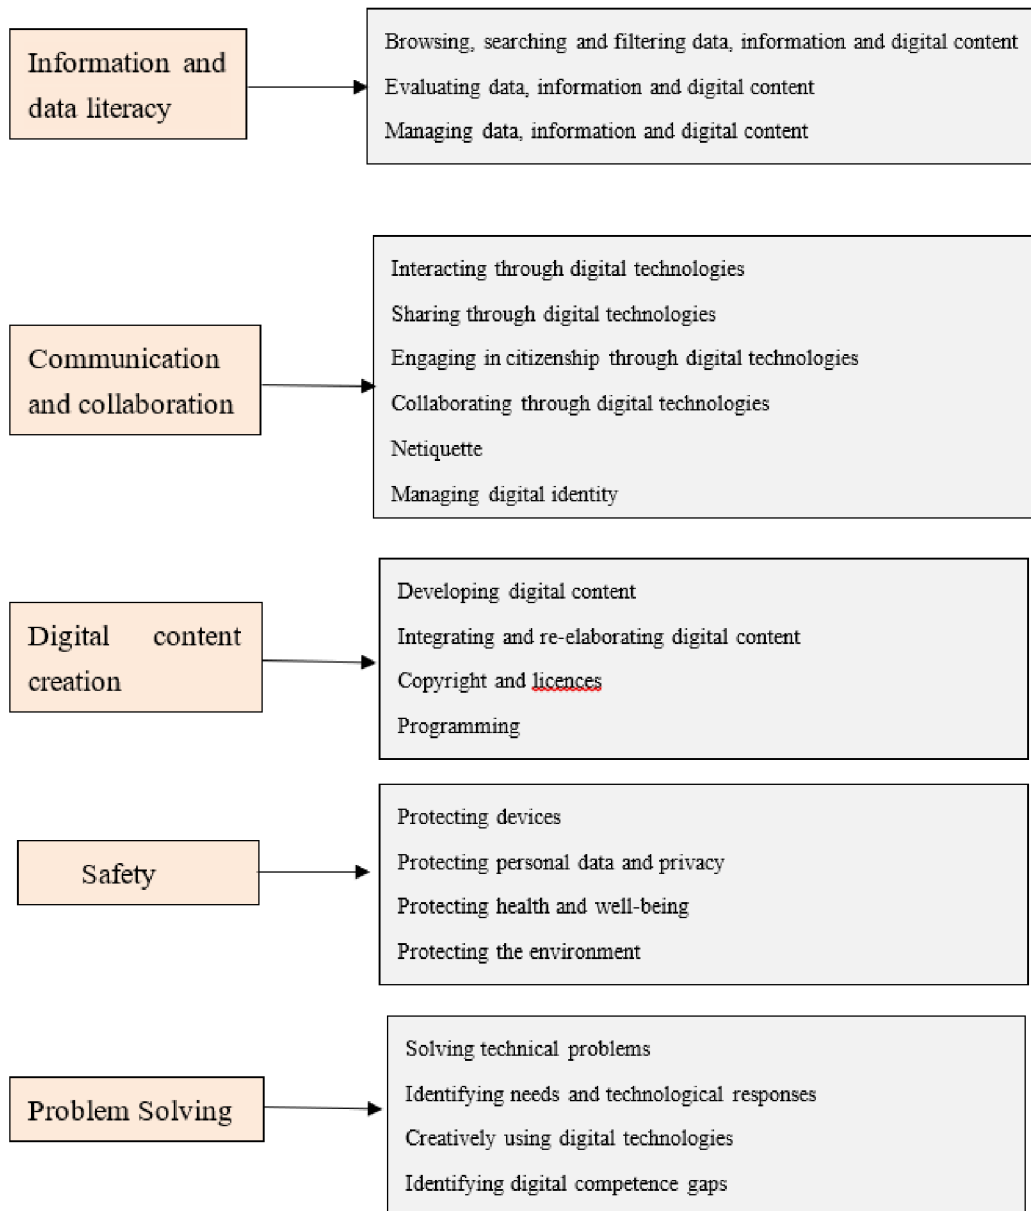 Information and
data literacy
Browsing, searching and filtering data, information and digital content
Evaluating data, information and digital content
Managing data, information and digital content
Communication
and collaboration
Interacting through digital technologies
Sharing through digital technologies
Engaging in citizenship through digital technologies
Collaborating through digital technologies
Netiquette
Managing digital identity
Digital content
creation
Developing digital content
Integrating and re-elaborating digital content
Copyright and licences
Programming
Safety
Protecting devices
Protecting personal data and privacy
Protecting health and well-being
Protecting the environment
Problem Solving
Solving technical problems
Identifying needs and technological responses
Creatively using digital technologies
Identifying digital competence gaps